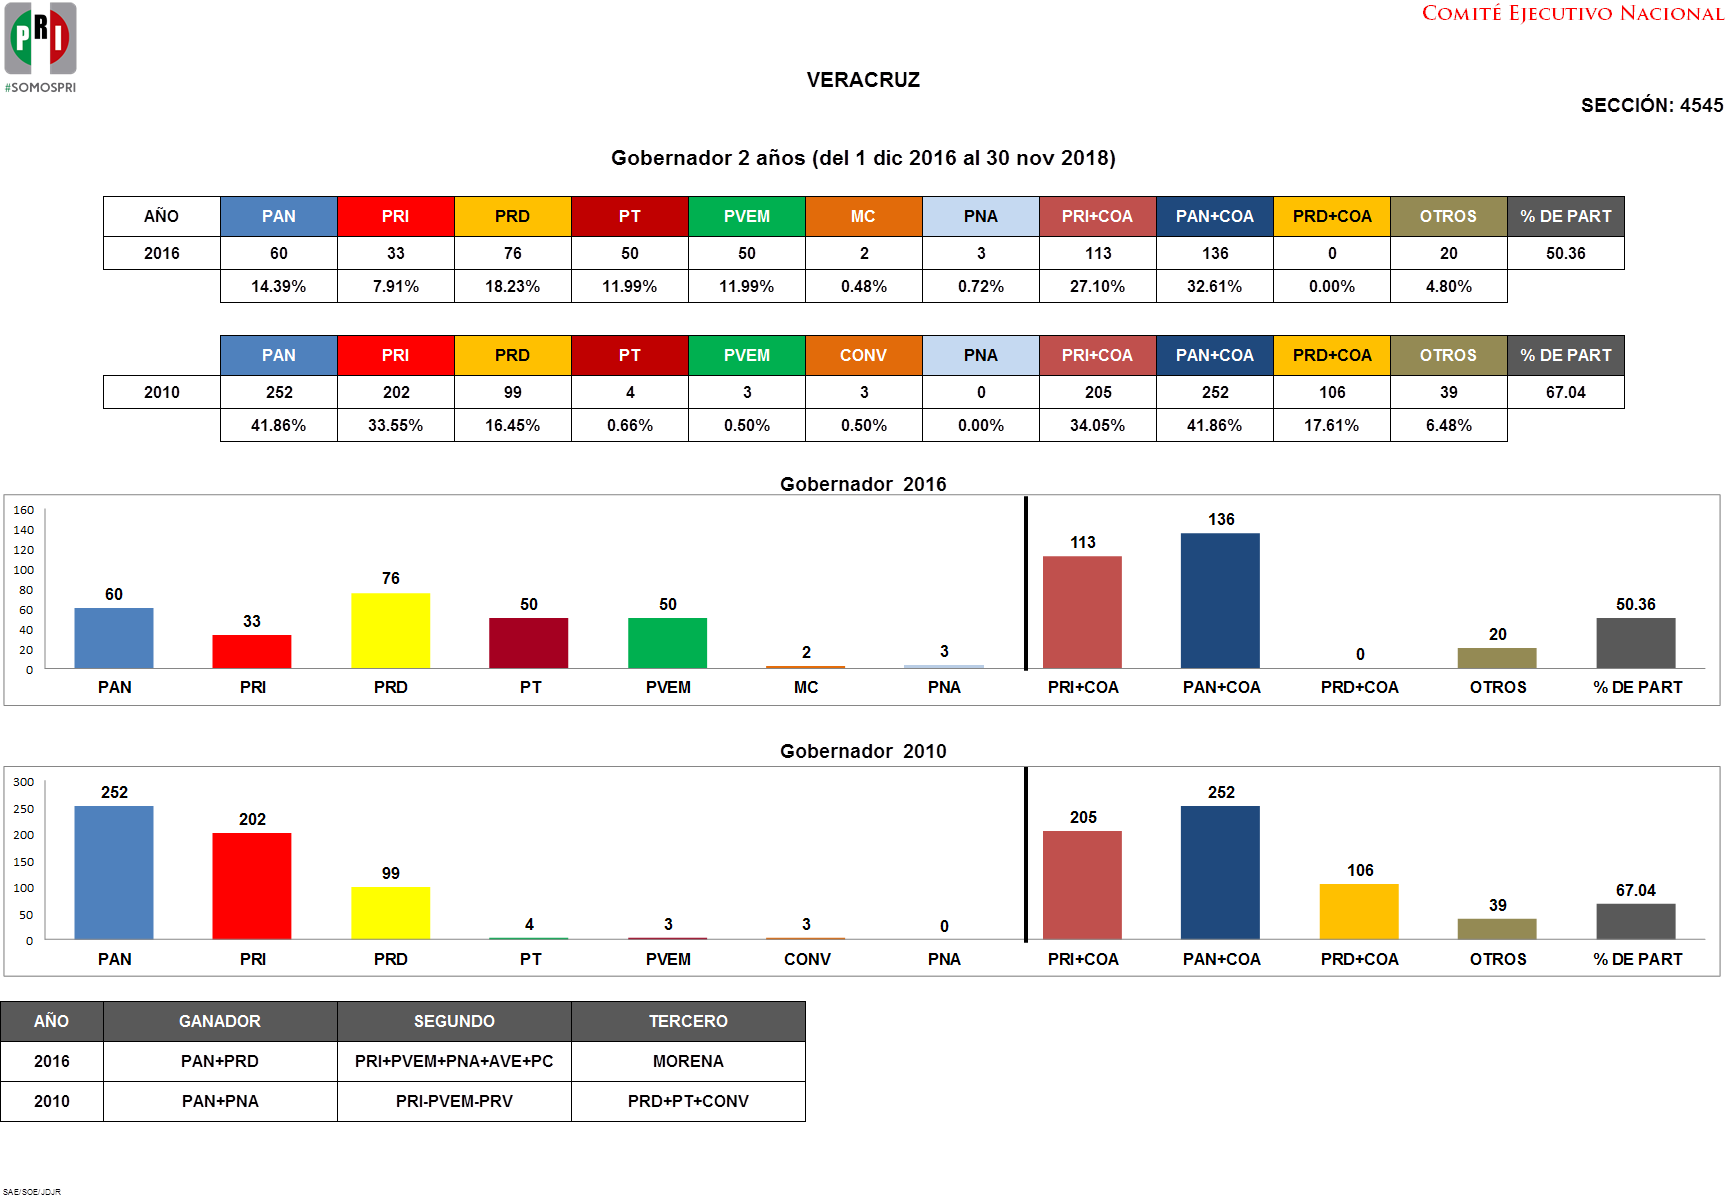 PRI
#SOMOSPRI
COMITÉ EJECUTIVO NACIONAL
VERACRUZ
SECCIÓN: 4545
Gobernador 2 años (del 1 dic 2016 al 30 nov 2018)
AÑO PAN PRI PRD PT PVEM MC PNA PRI+COA PAN+COA PRD+COA OTROS % DE PART
2016 60 33 76 50 50 2 3 113 136 0 20 50.36
14.39% 7.91% 18.23% 11.99% 11.99% 0.48% 0.72% 27.10% 32.61% 0.00% 4.80%
PAN PRI PRD PT PVEM CONV PNA PRI+COA PAN+COA PRD+COA OTROS % DE PART
2010 252 202 99 4 3 3 0 205 252 106 39 67.04
41.86% 33.55% 16.45% 0.66% 0.50% 0.50% 0.00% 34.05% 41.86% 17.61% 6.48%
Gobernador 2016
160
140
120
100
80
60
40
20
0
60 33 76 50 50 2 3 113 136 0 20 50.36
PAN PRI PRD PT PVEM MC PNA PRI+COA PAN+COA PRD+COA OTROS % DE PART
Gobernador 2010
300
250
200
150
100
50
0
252 202 99 4 3 3 0 205 252 106 39 67.04
PAN PRI PRD PT PVEM CONV PNA PRI+COA PAN+COA PRD+COA OTROS % DE PART
AÑO GANADOR SEGUNDO TERCERO
2016 PAN+PRD PRI+PVEM+PNA+AVE+PC MORENA
2010 PAN+PNA PRI-PVEM-PRV PRD+PT+CONV
SAE/SOE/JDJR